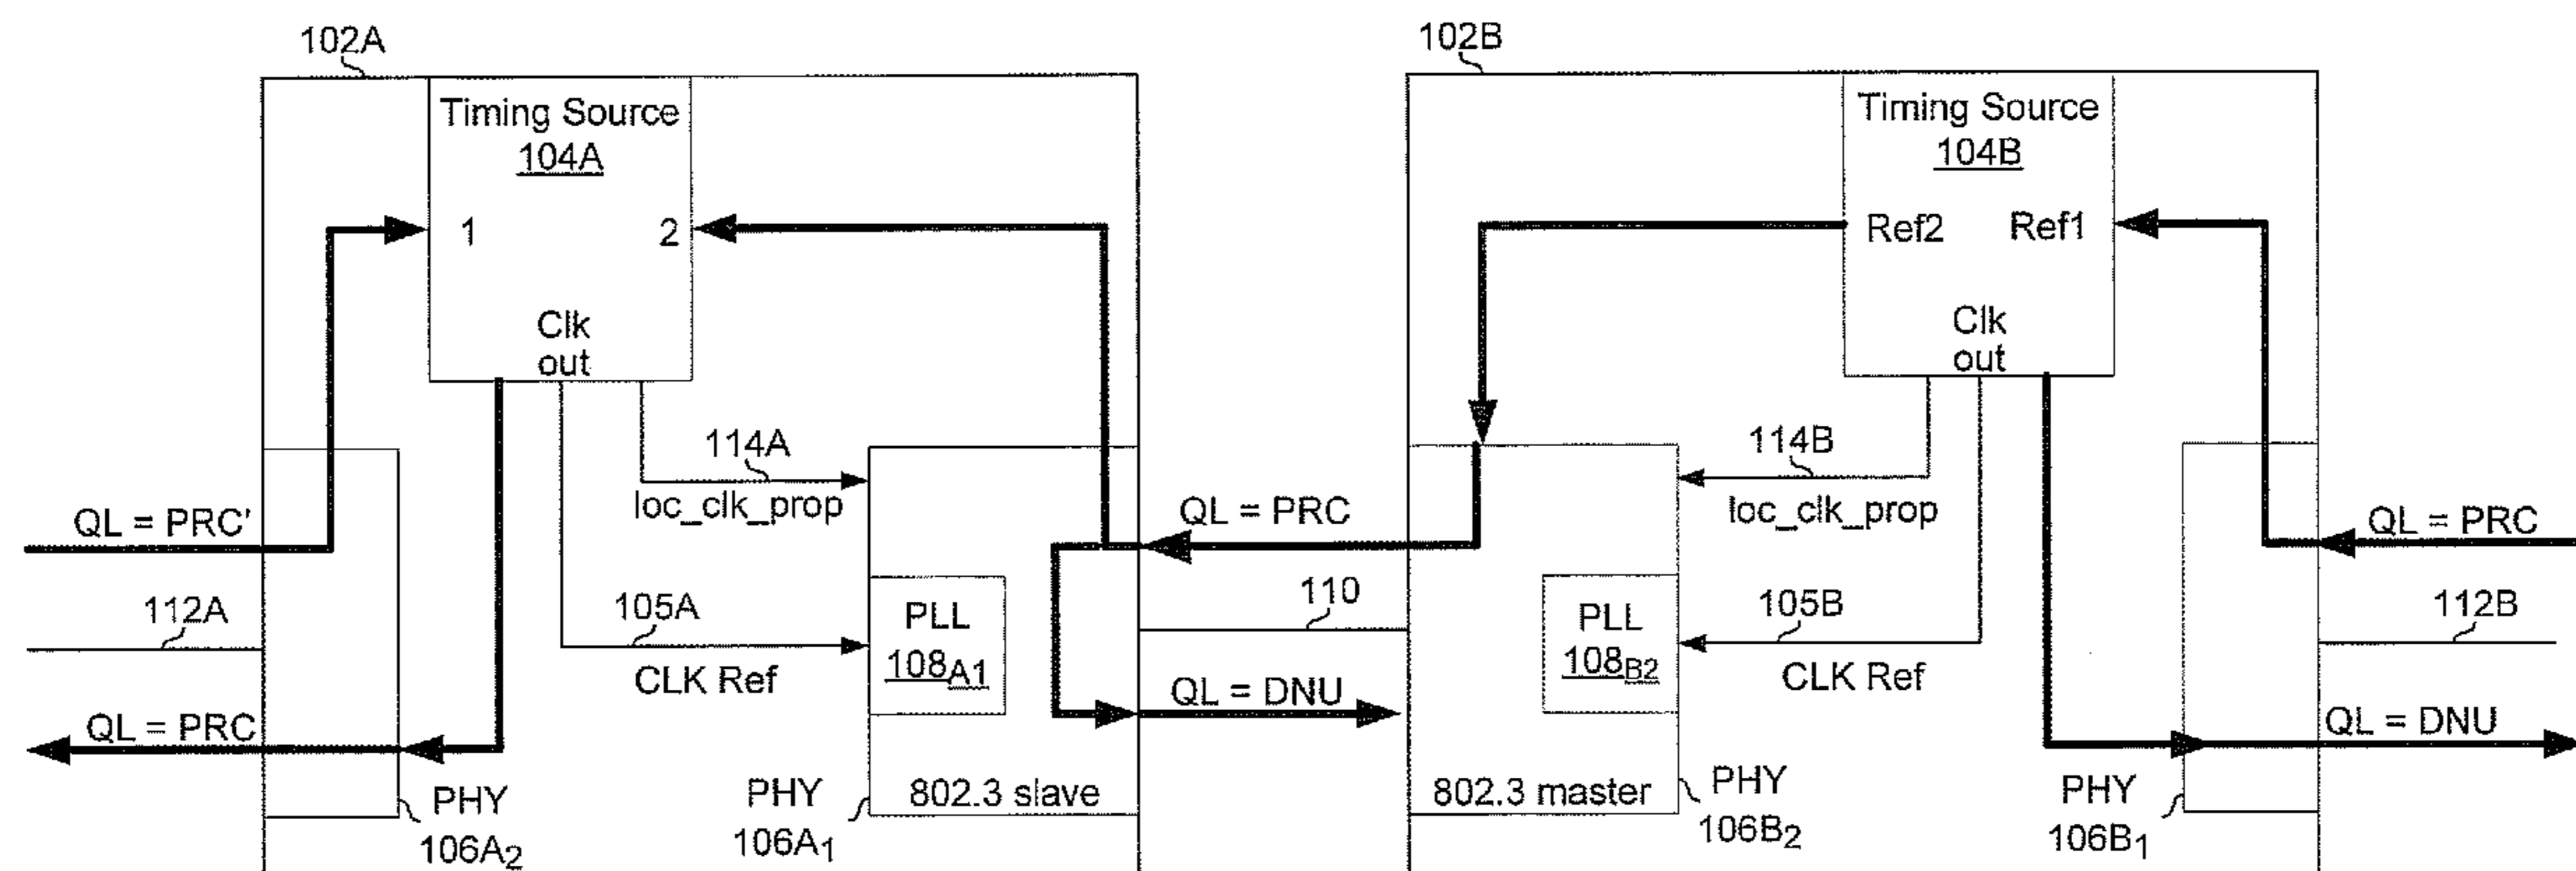 102A
102B
Timing Source
104A
Timing Source
104B
1
2
Ref2
Ref1
Clk
out
Clk
out
114A
loc_clk_prop
114B
loc_clk_prop
QL = PRC'
QL = PRC
QL = PRC
112A
105A
CLK Ref
PLL
108A1
110
PLL
108B2
105B
CLK Ref
112B
QL = PRC
QL = DNU
QL = DNU
PHY
106A2
PHY
106A1
802.3 slave
802.3 master
PHY
106B2
PHY
106B1